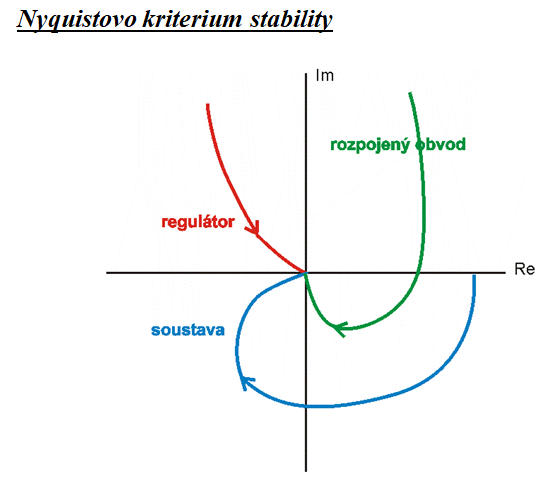 Nyquistovo kriterium stability
Im
rozpojený obvod
regulátor
Re
soustava